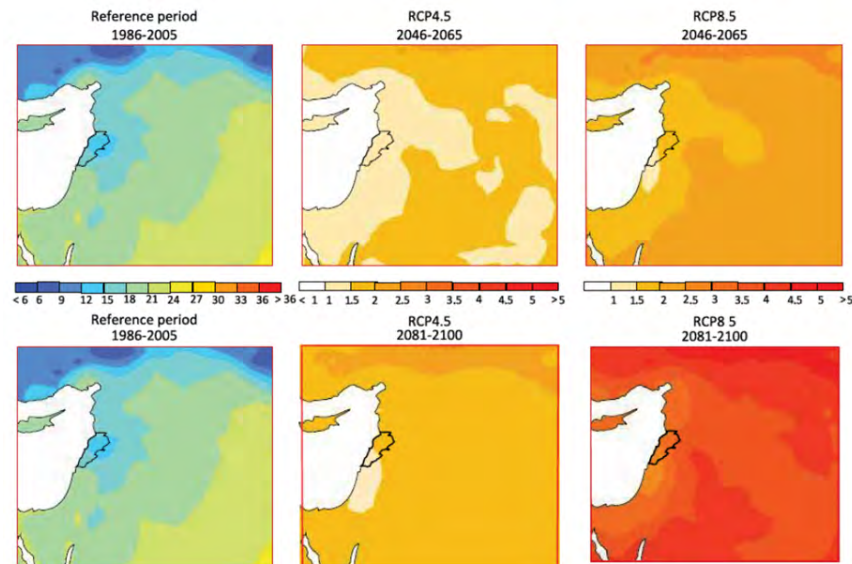 Reference period
1986-2005
RCP4.5
2046-2065
RCP8.5
2046-2065
< 6 6 9 12 15 18 21 24 27 30 33 36 > 36
< 1 1 1.5 2 2.5 3 3.5 4 4.5 5 >5
1 1.5 2 2.5 3 3.5 4 4.5 5 >5
Reference period
1986-2005
RCP4.5
2081-2100
RCP8 5
2081-2100